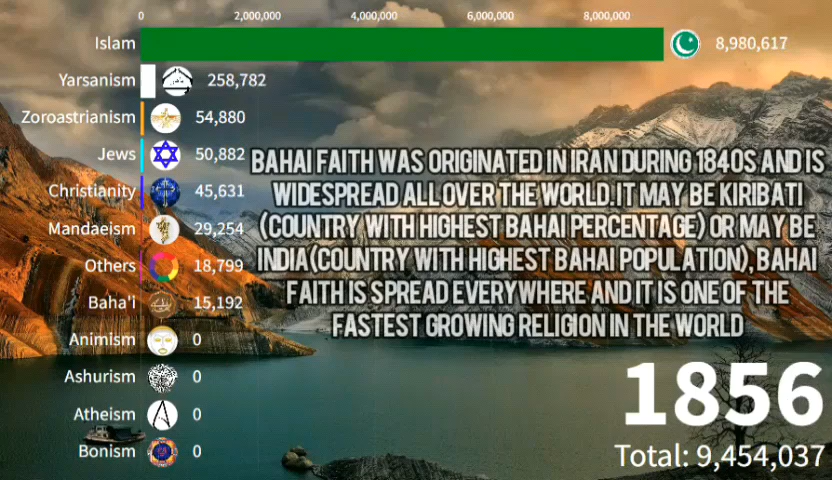 0 2,000,000 4,000,000 6,000,000 8,000,000
Islam 8,980,617
Yarsanism 258,782
Zoroastrianism 54,880
Jews 50,882
Christianity 45,631
Mandaeism 29,254
Others 18,799
Baha'i 15,192
Animism 0
Ashurism 0
Atheism 0
Bonism 0
BAHAI FAITH WAS ORIGINATED IN IRAN DURING 1840S AND IS
WIDESPREAD ALL OVER THE WORLD.IT MAY BE KIRIBATI
(COUNTRY WITH HIGHEST BAHAI PERCENTAGE) OR MAY BE
INDIA(COUNTRY WITH HIGHEST BAHAI POPULATION), BAHAI
FAITH IS SPREAD EVERYWHERE AND IT IS ONE OF THE
FASTEST GROWING RELIGION IN THE WORLD
1856
Total: 9,454,037